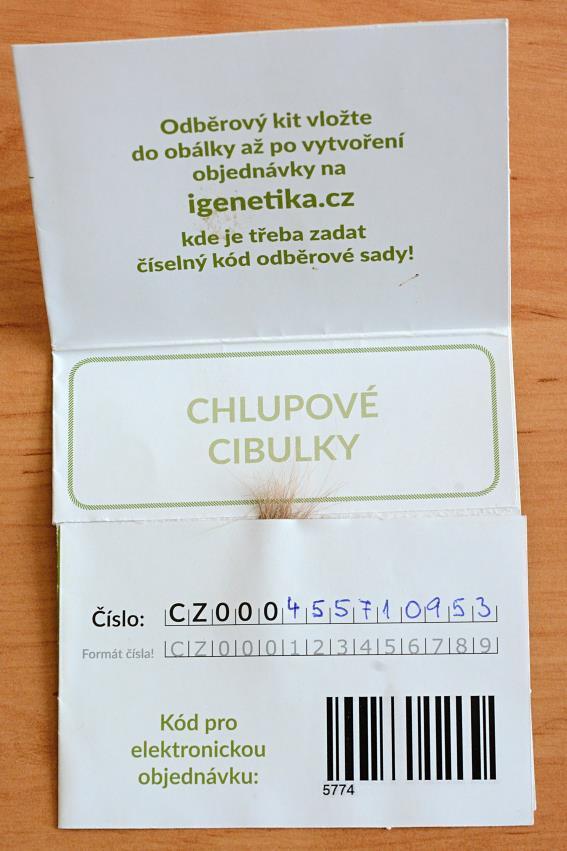 Odběrový kit vložte
do obálky až po vytvoření
objednávky na
igenetika.cz
kde je třeba zadat
číselný kód odběrové sady!
CHLUPOVÉ
CIBULKY
Číslo: CZ000455710953
Formát čísla! CZ000123456789
Kód pro
elektronickou
objednávku:
5774